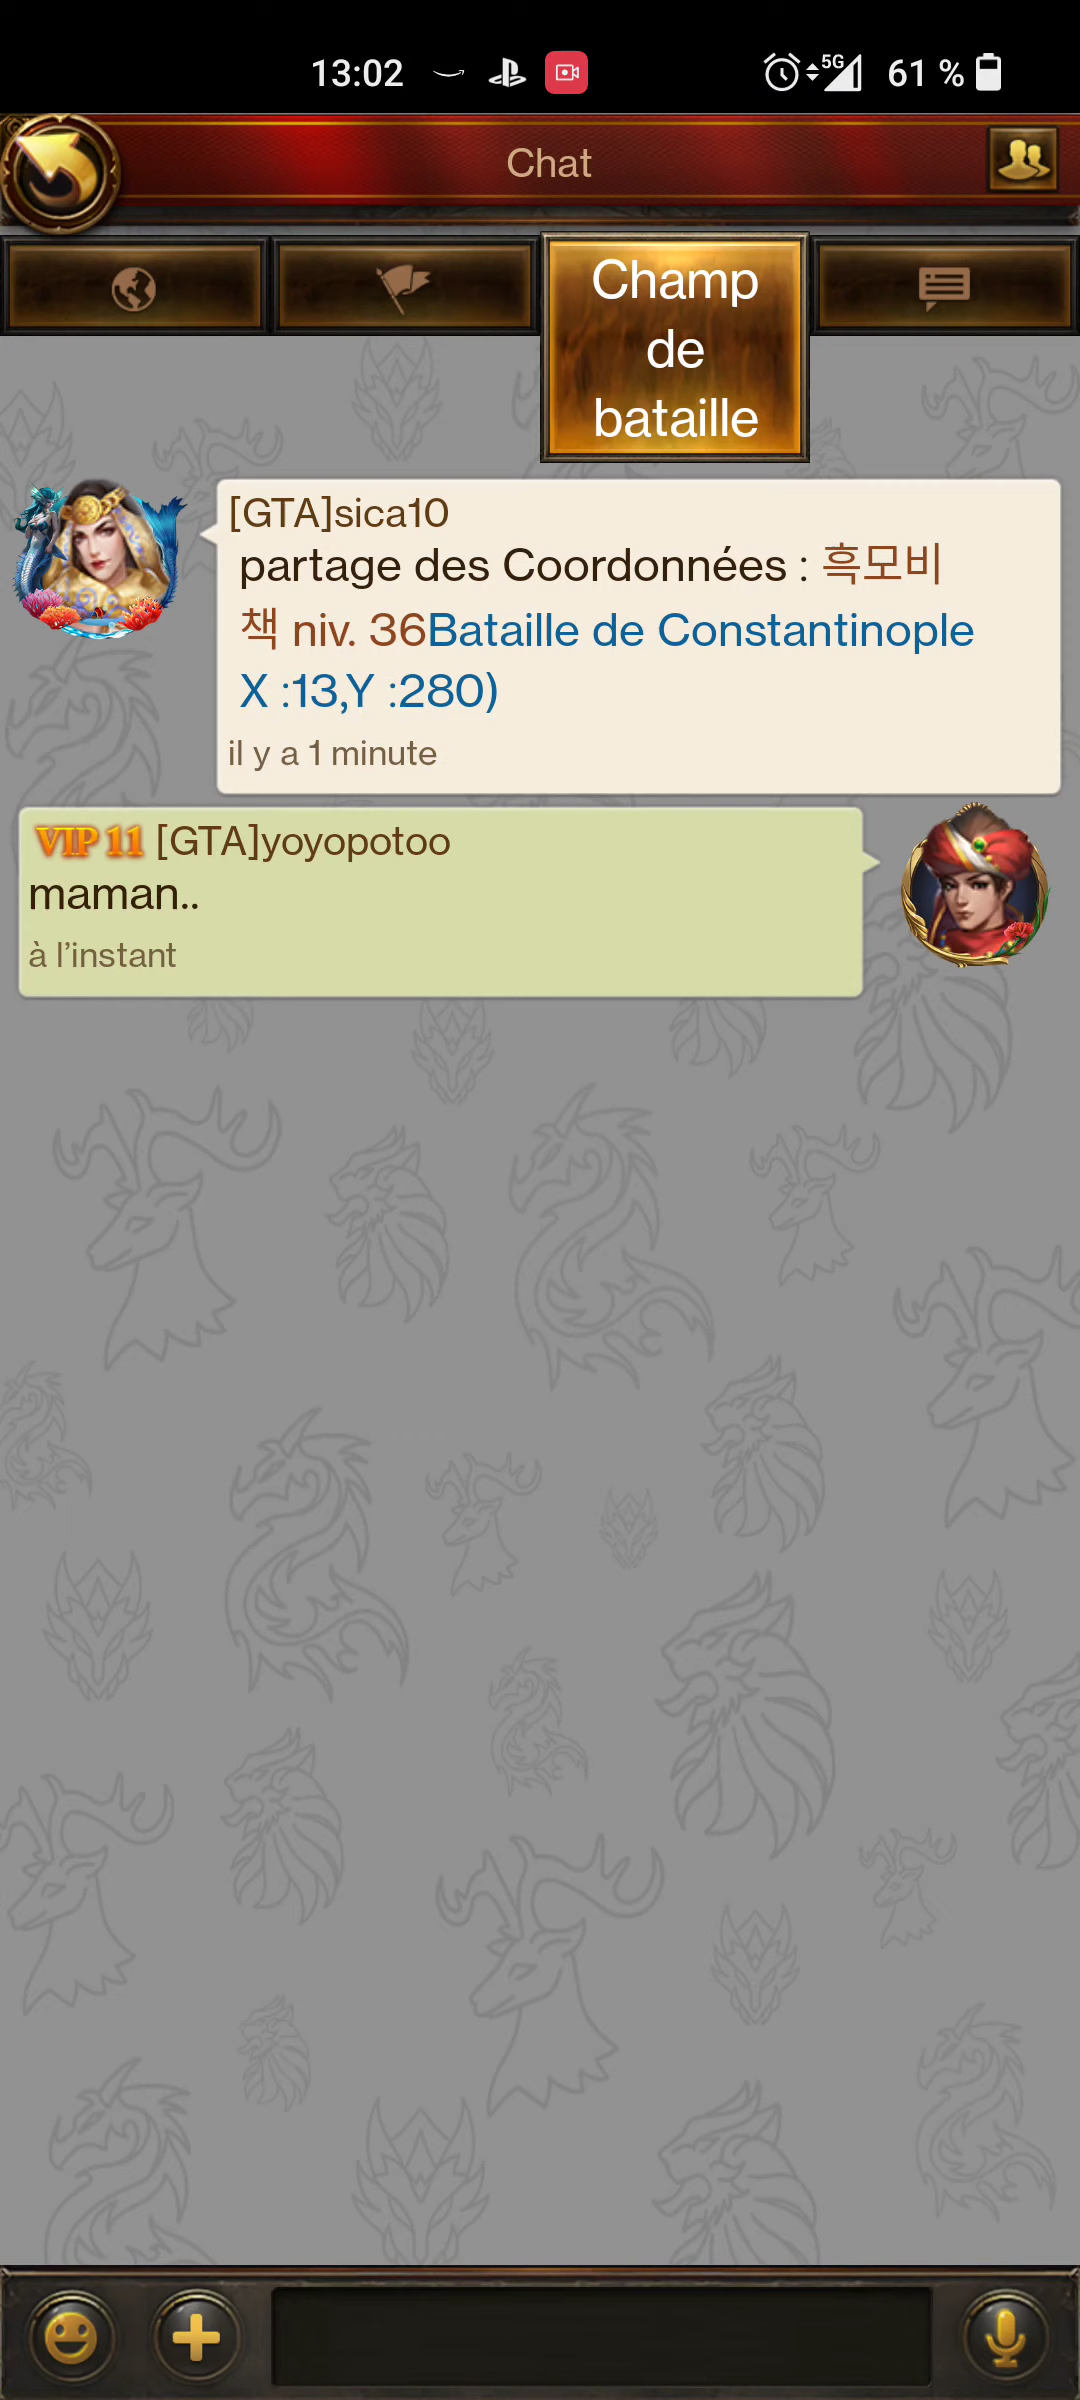 13:02 5G 61 %
Chat
Champ
de
bataille
[GTA]sica10
partage des Coordonnées : 흑모비
책 niv. 36Bataille de Constantinople
X :13,Y :280)
il y a 1 minute
VIP 11 [GTA]yoyopotoo
maman..
à l’instant